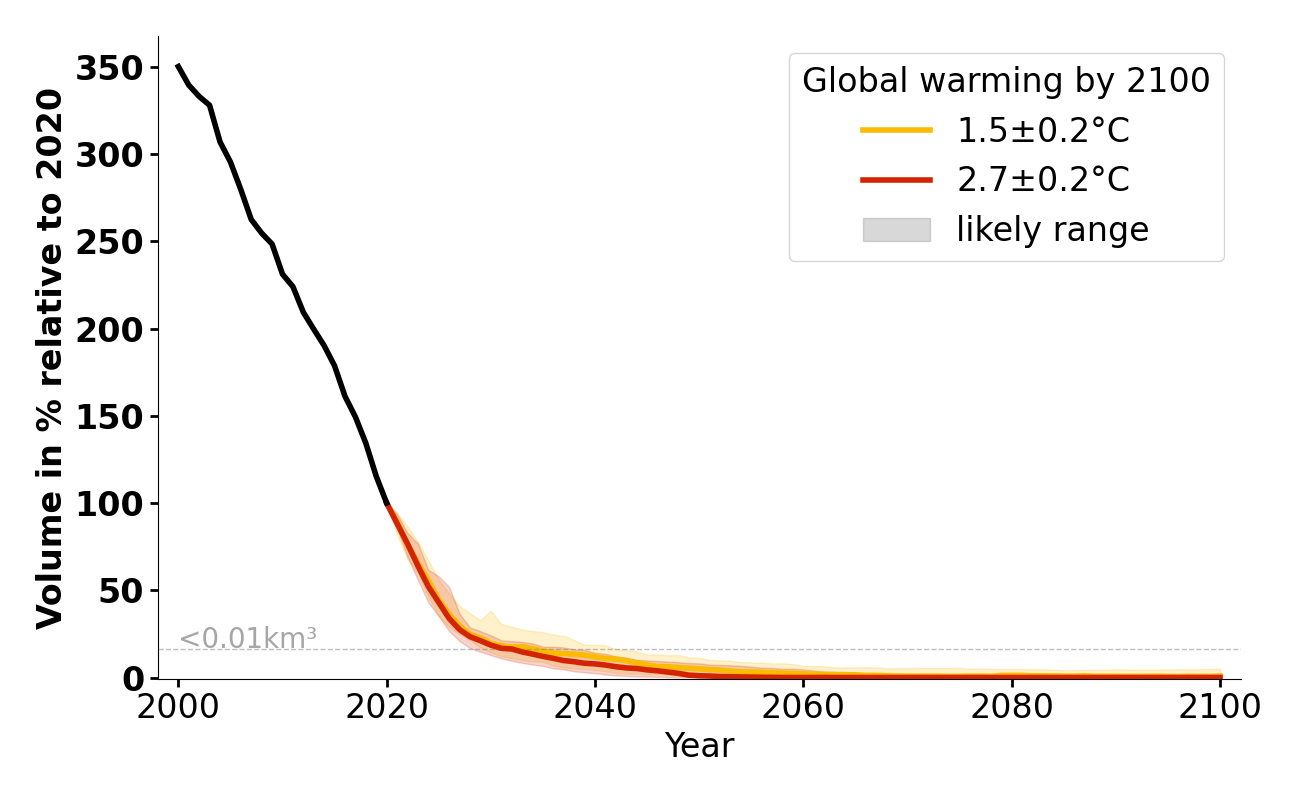 Volume in % relative to 2020
350
300
250
200
150
100
50
0
<0.01km³
Global warming by 2100
1.5±0.2°C
2.7±0.2°C
likely range
2000 2020 2040 2060 2080 2100
Year